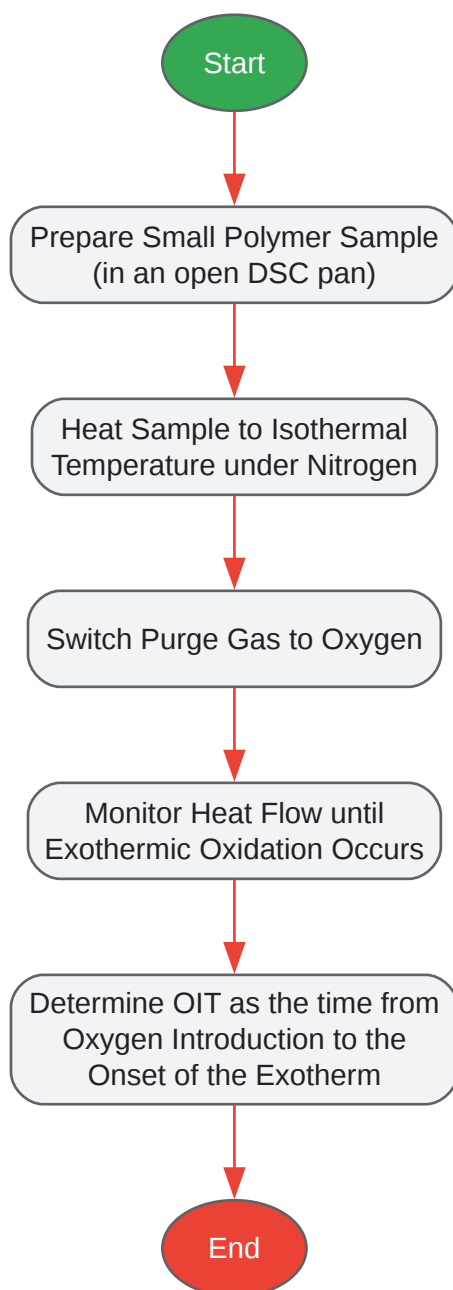 Start
Prepare Small Polymer Sample
(in an open DSC pan)
Heat Sample to Isothermal
Temperature under Nitrogen
Switch Purge Gas to Oxygen
Monitor Heat Flow until
Exothermic Oxidation Occurs
Determine OIT as the time from
Oxygen Introduction to the
Onset of the Exotherm
End